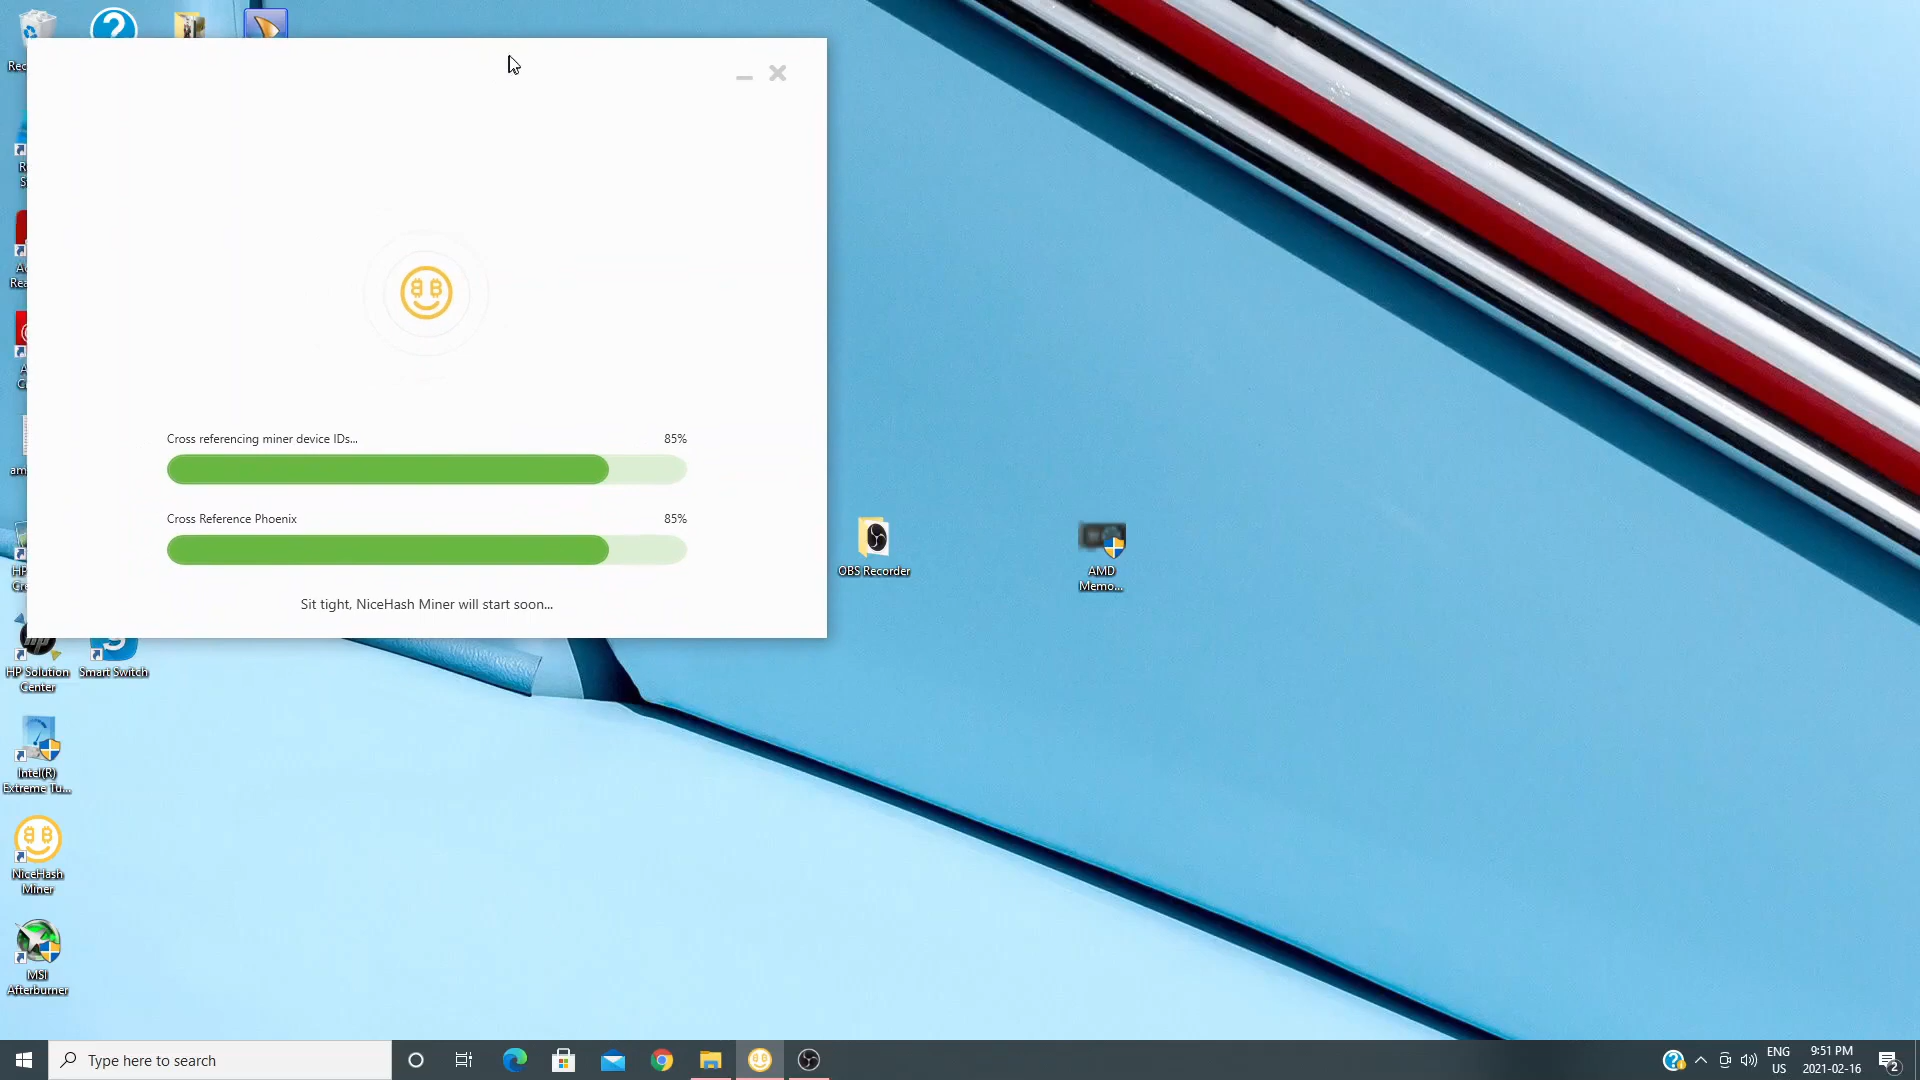 Cross referencing miner device IDs...
85%
Cross Reference Phoenix
85%
Sit tight, NiceHash Miner will start soon...
OBS Recorder
AMD
Memo...
HP Solution
Center
Smart Switch
Intel(R)
Extreme Tu...
NiceHash
Miner
MSI
Afterburner
Type here to search
ENG
US
9:51 PM
2021-02-16
2